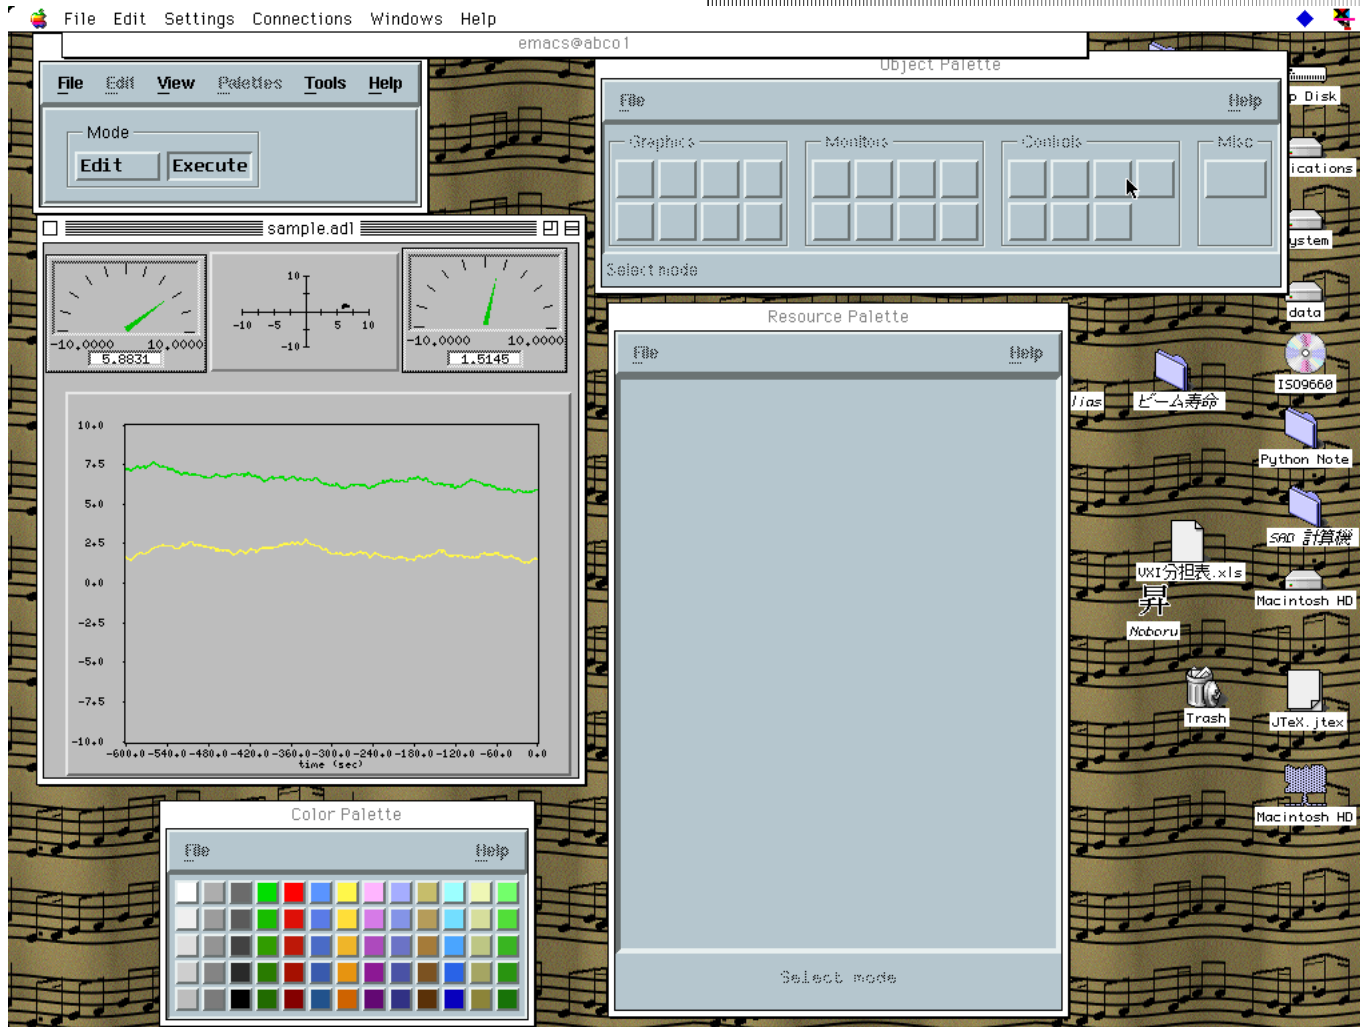 File Edit Settings Connections Windows Help
emacs@abco1
File Edit View Palettes Tools Help
Mode
Edit Execute
Object Palette
File Help
Graphics Monitors Controls Misc
Select mode
sample.adl
10
-10 -5 5 10
-10
-10.0000 10.0000
5.8831
-10.0000 10.0000
1.5145
10.0
7.5
5.0
2.5
0.0
-2.5
-5.0
-7.5
-10.0
-600.0 -540.0 -480.0 -420.0 -360.0 -300.0 -240.0 -180.0 -120.0 -60.0 0.0
time (sec)
Resource Palette
File Help
Select mode
Color Palette
File Help
p Disk
ications
ystem
data
ISO9660
lias
ビーム寿命
Python Note
SAD 計算機
VXI分担表.xls
昇
Macintosh HD
Noboru
Trash
JTeX.jtex
Macintosh HD